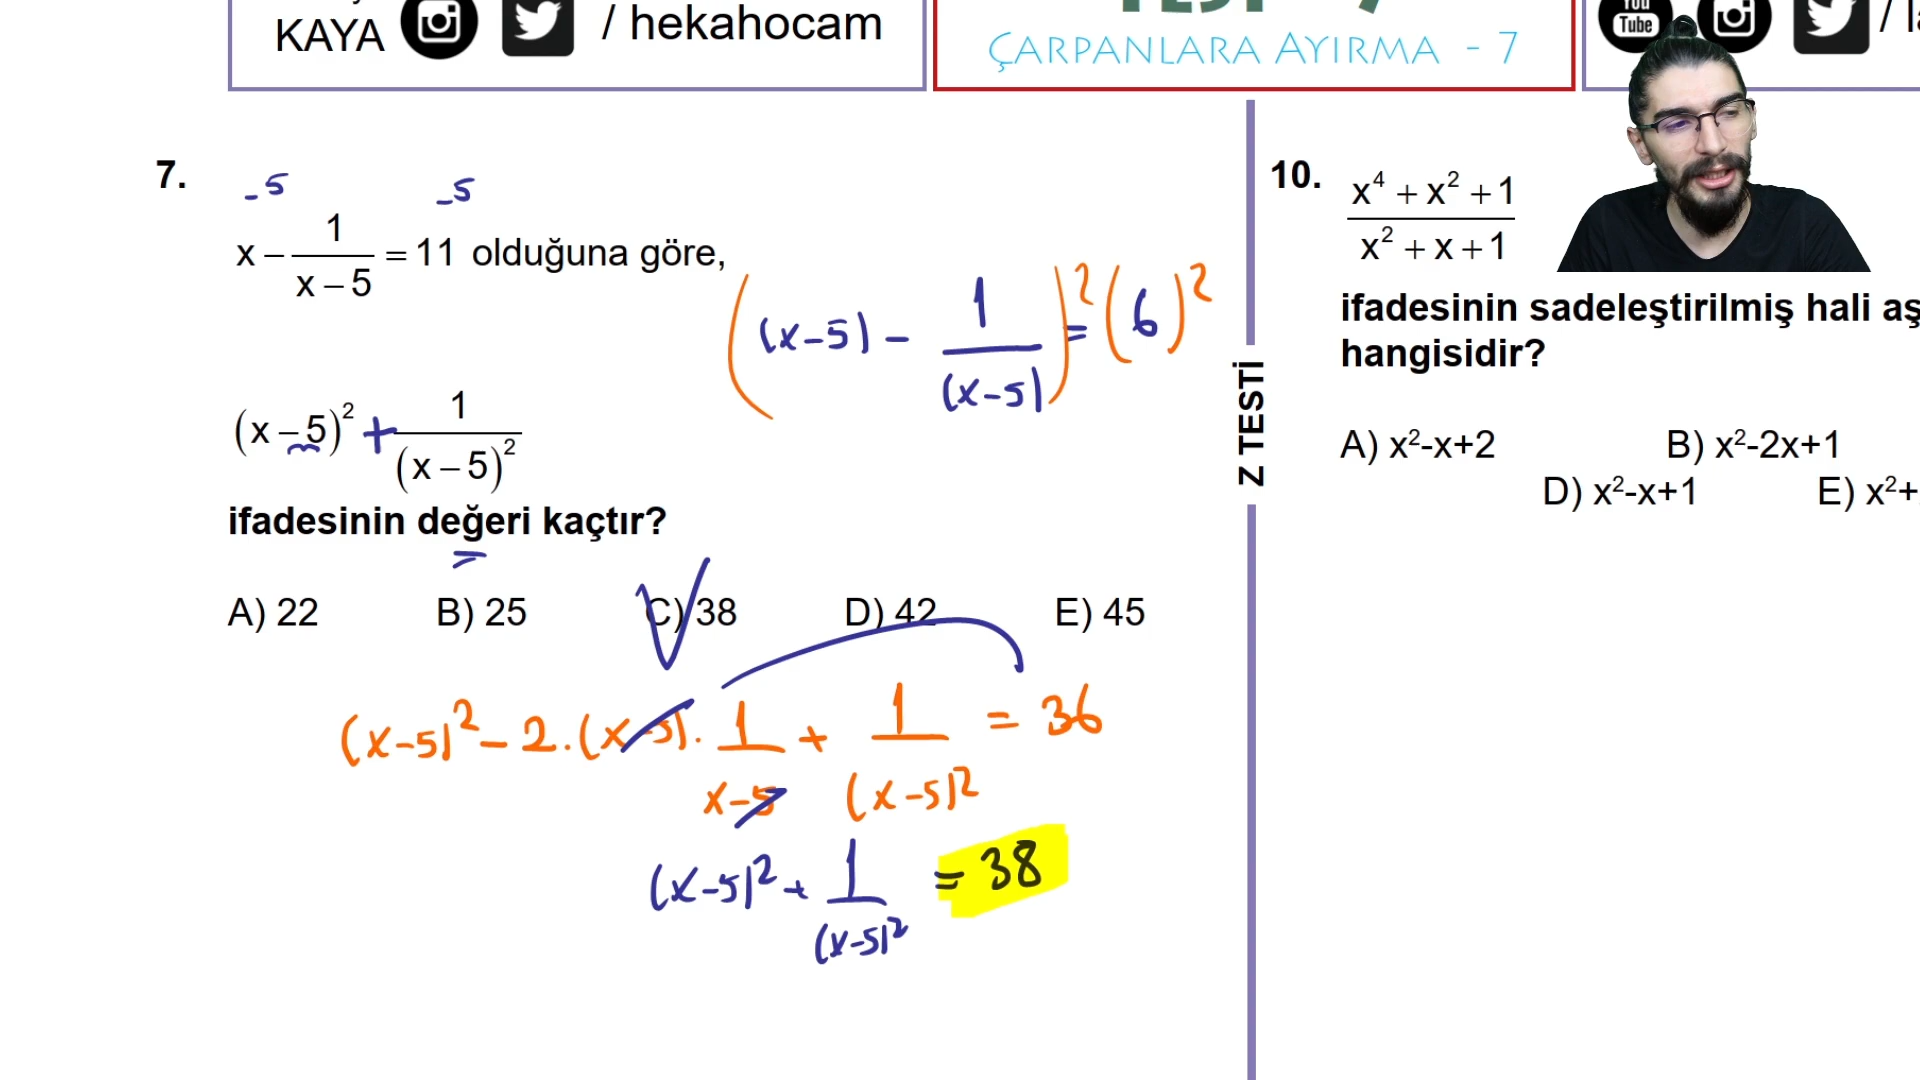 KAYA / hekahocam
ÇARPANLARA AYIRMA - 7
You
Tube
/
7.
-5 -5
x - 1/(x - 5) = 11 olduğuna göre,
((x-5) - 1/(x-5))² = (6)²
(x - 5)² + 1/(x - 5)²
ifadesinin değeri kaçtır?
=
A) 22 B) 25 C) 38 D) 42 E) 45
(x-5)² - 2.(x-5). 1/(x-5) + 1/(x-5)² = 36
(x-5)² + 1/(x-5)² = 38
Z TESTİ
10.
(x⁴ + x² + 1)/(x² + x + 1)
ifadesinin sadeleştirilmiş hali aş
hangisidir?
A) x²-x+2 B) x²-2x+1
D) x²-x+1 E) x²+